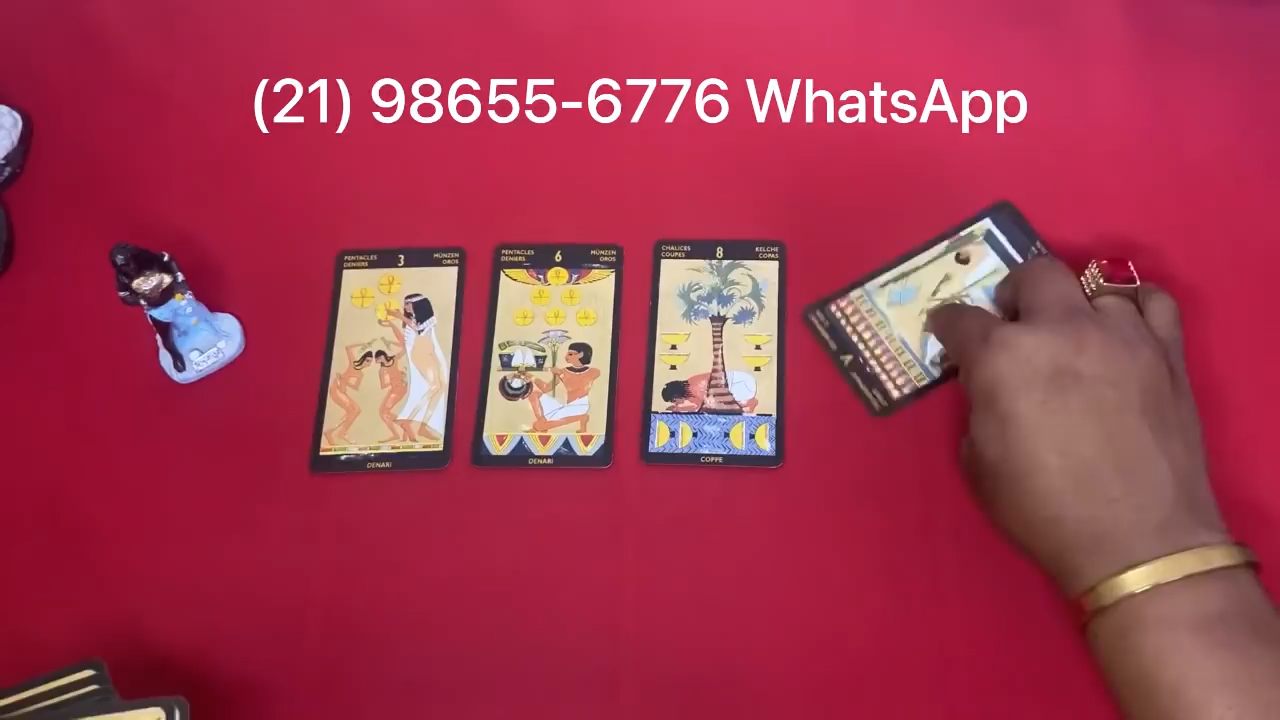 (21) 98655-6776 WhatsApp
PENTACLES DENIERS 3 MÜNZEN OROS
DENARI
PENTACLES DENIERS 6 MÜNZEN OROS
DENARI
CHALICES COUPES 8 KELCHE COPAS
COPPE
V